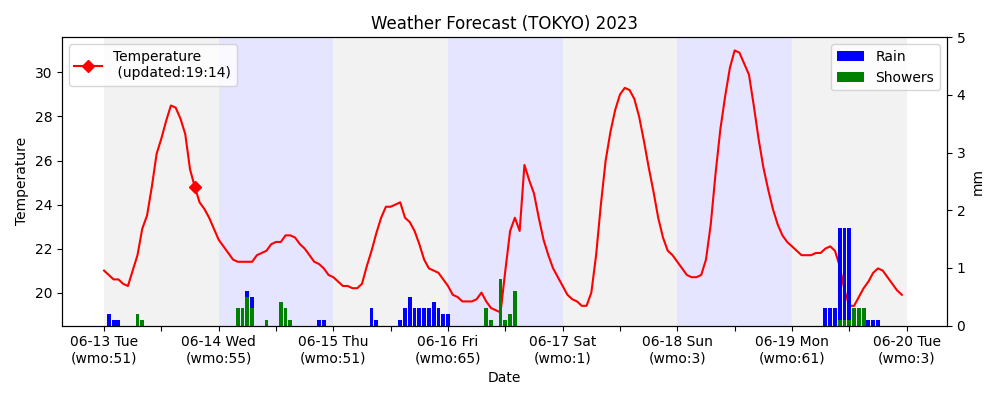 Weather Forecast (TOKYO) 2023
Temperature
(updated:19:14)
Rain
Showers
Temperature
30
28
26
24
22
20
5
4
3
2
1
0
mm
06-13 Tue 06-14 Wed 06-15 Thu 06-16 Fri 06-17 Sat 06-18 Sun 06-19 Mon 06-20 Tue
(wmo:51) (wmo:55) (wmo:51) (wmo:65) (wmo:1) (wmo:3) (wmo:61) (wmo:3)
Date